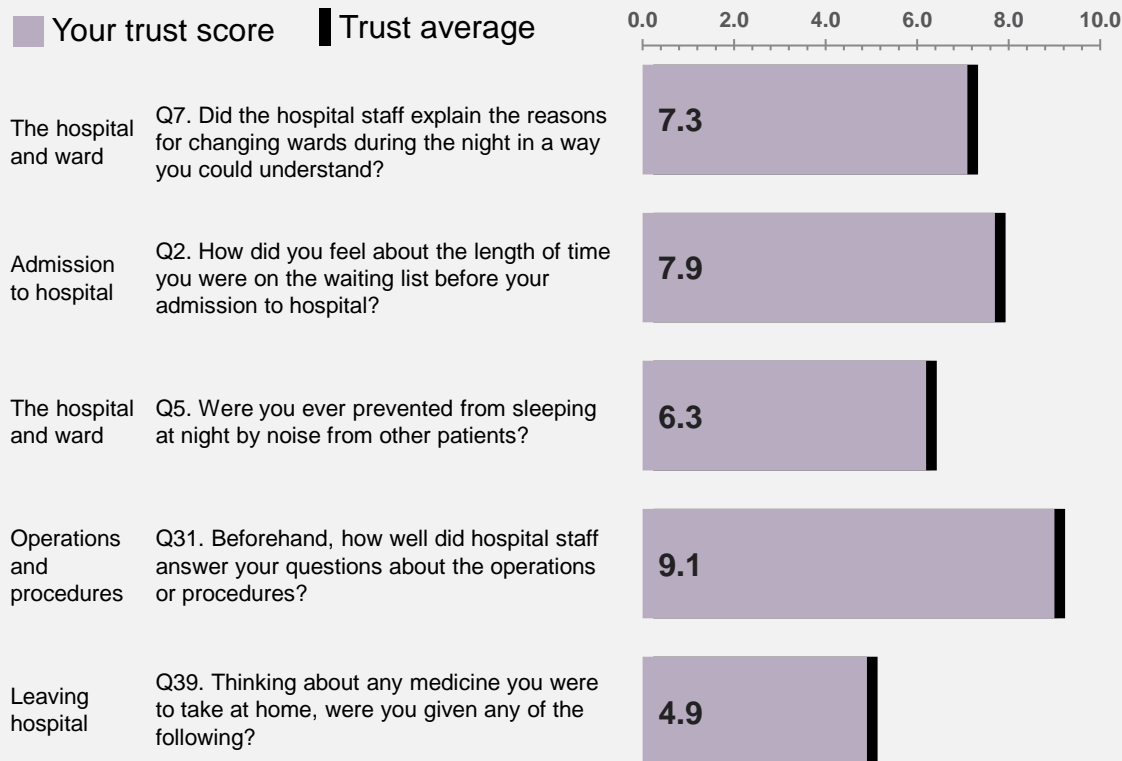 Your trust score Trust average
0.0 2.0 4.0 6.0 8.0 10.0
The hospital
and ward
Q7. Did the hospital staff explain the reasons
for changing wards during the night in a way
you could understand?
7.3
Admission
to hospital
Q2. How did you feel about the length of time
you were on the waiting list before your
admission to hospital?
7.9
The hospital
and ward
Q5. Were you ever prevented from sleeping
at night by noise from other patients?
6.3
Operations
and
procedures
Q31. Beforehand, how well did hospital staff
answer your questions about the operations
or procedures?
9.1
Leaving
hospital
Q39. Thinking about any medicine you were
to take at home, were you given any of the
following?
4.9